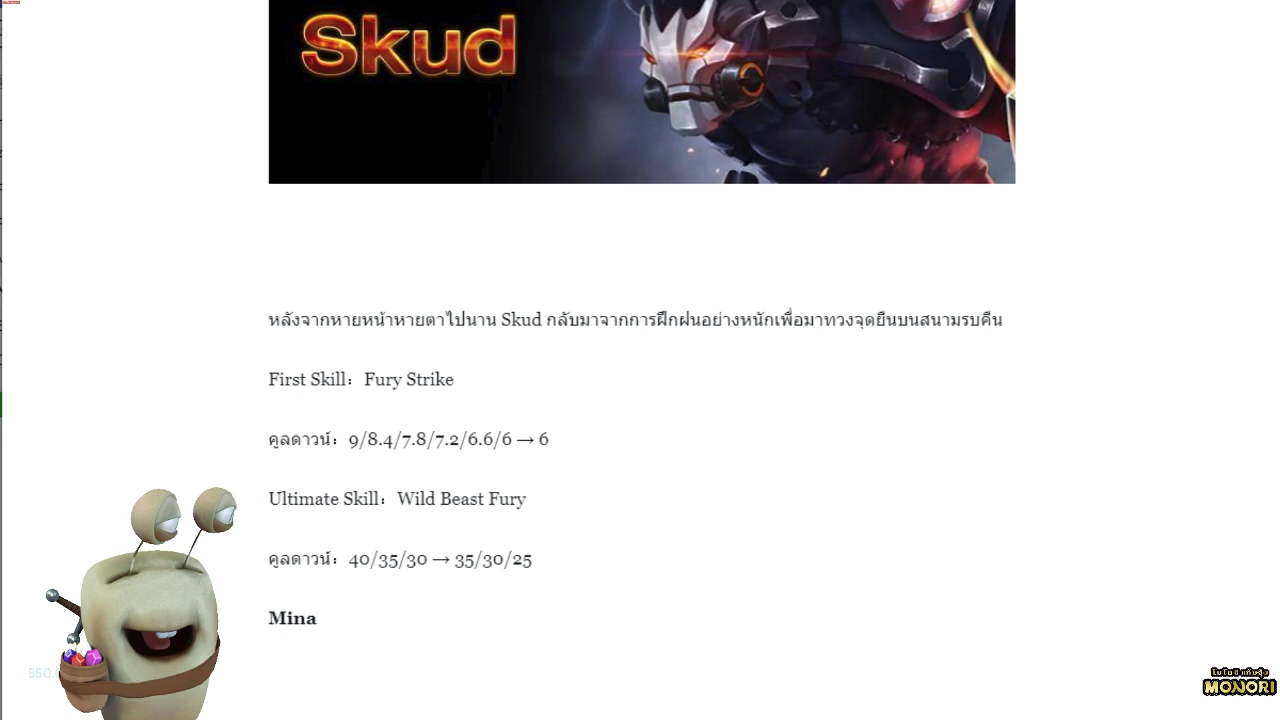 Skud
หลังจากหายหน้าหายตาไปนาน Skud กลับมาจากการฝึกฝนอย่างหนักเพื่อมาทวงจุดยืนบนสนามรบคืน
First Skill： Fury Strike
คูลดาวน์： 9/8.4/7.8/7.2/6.6/6 → 6
Ultimate Skill： Wild Beast Fury
คูลดาวน์： 40/35/30 → 35/30/25
Mina
350.
MONORI